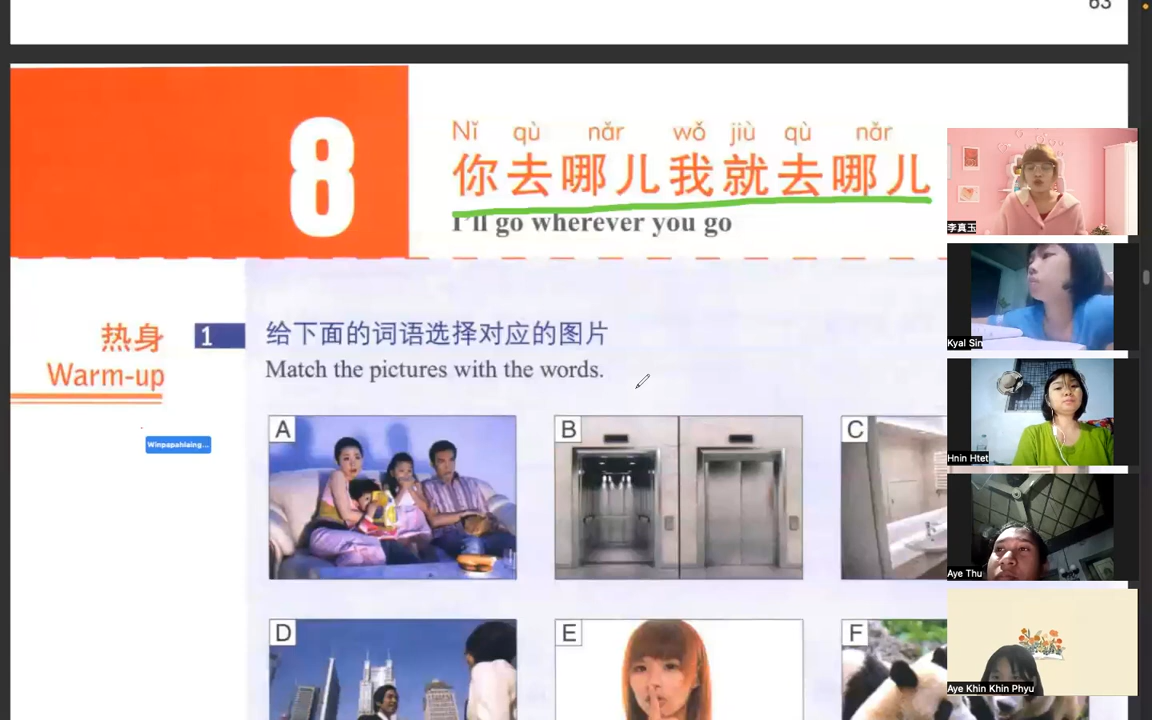 63
8
Nǐ qù nǎr wǒ jiù qù nǎr
你去哪儿我就去哪儿
I'll go wherever you go
热身
Warm-up
1
给下面的词语选择对应的图片
Match the pictures with the words.
Winpapahlaing...
A
B
C
D
E
F
李真玉
Kyal Sin
Hnin Htet
Aye Thu
Aye Khin Khin Phyu